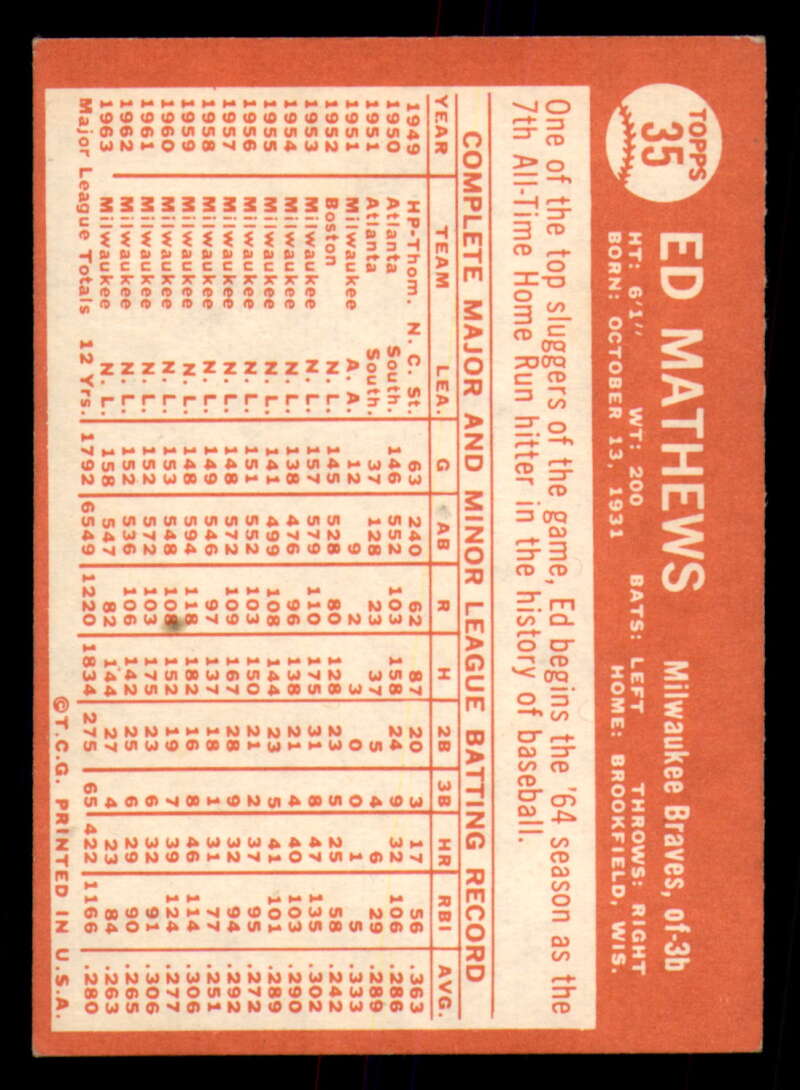 TOPPS
35
ED MATHEWS
Milwaukee Braves, of-3b
HT: 6'1" WT: 200 BATS: LEFT THROWS: RIGHT
BORN: OCTOBER 13, 1931 HOME: BROOKFIELD, WIS.
One of the top sluggers of the game, Ed begins the '64 season as the
7th All-Time Home Run hitter in the history of baseball.
COMPLETE MAJOR AND MINOR LEAGUE BATTING RECORD
YEAR TEAM LEA. G AB R H 2B 3B HR RBI AVG.
1949 HP-Thom. N. C. St. 63 240 62 87 20 3 17 56 .363
1950 Atlanta South. 146 552 103 158 24 9 32 106 .286
1951 Atlanta South. 37 128 23 37 5 4 6 29 .289
1951 Milwaukee A. A. 12 9 2 3 0 0 1 5 .333
1952 Boston N. L. 145 528 80 128 23 5 25 58 .242
1953 Milwaukee N. L. 157 579 110 175 31 8 47 135 .302
1954 Milwaukee N. L. 138 476 96 138 21 4 40 103 .290
1955 Milwaukee N. L. 141 499 108 144 23 5 41 101 .289
1956 Milwaukee N. L. 151 552 103 150 21 2 37 95 .272
1957 Milwaukee N. L. 148 572 109 167 28 9 32 94 .292
1958 Milwaukee N. L. 149 546 97 137 18 1 31 77 .251
1959 Milwaukee N. L. 148 594 118 182 16 8 46 114 .306
1960 Milwaukee N. L. 153 548 108 152 19 7 39 124 .277
1961 Milwaukee N. L. 152 572 103 175 23 6 32 91 .306
1962 Milwaukee N. L. 152 536 106 142 25 6 29 90 .265
1963 Milwaukee N. L. 158 547 82 144 27 4 23 84 .263
Major League Totals 12 Yrs. 1792 6549 1220 1834 275 65 422 1166 .280
©T.C.G. PRINTED IN U.S.A.